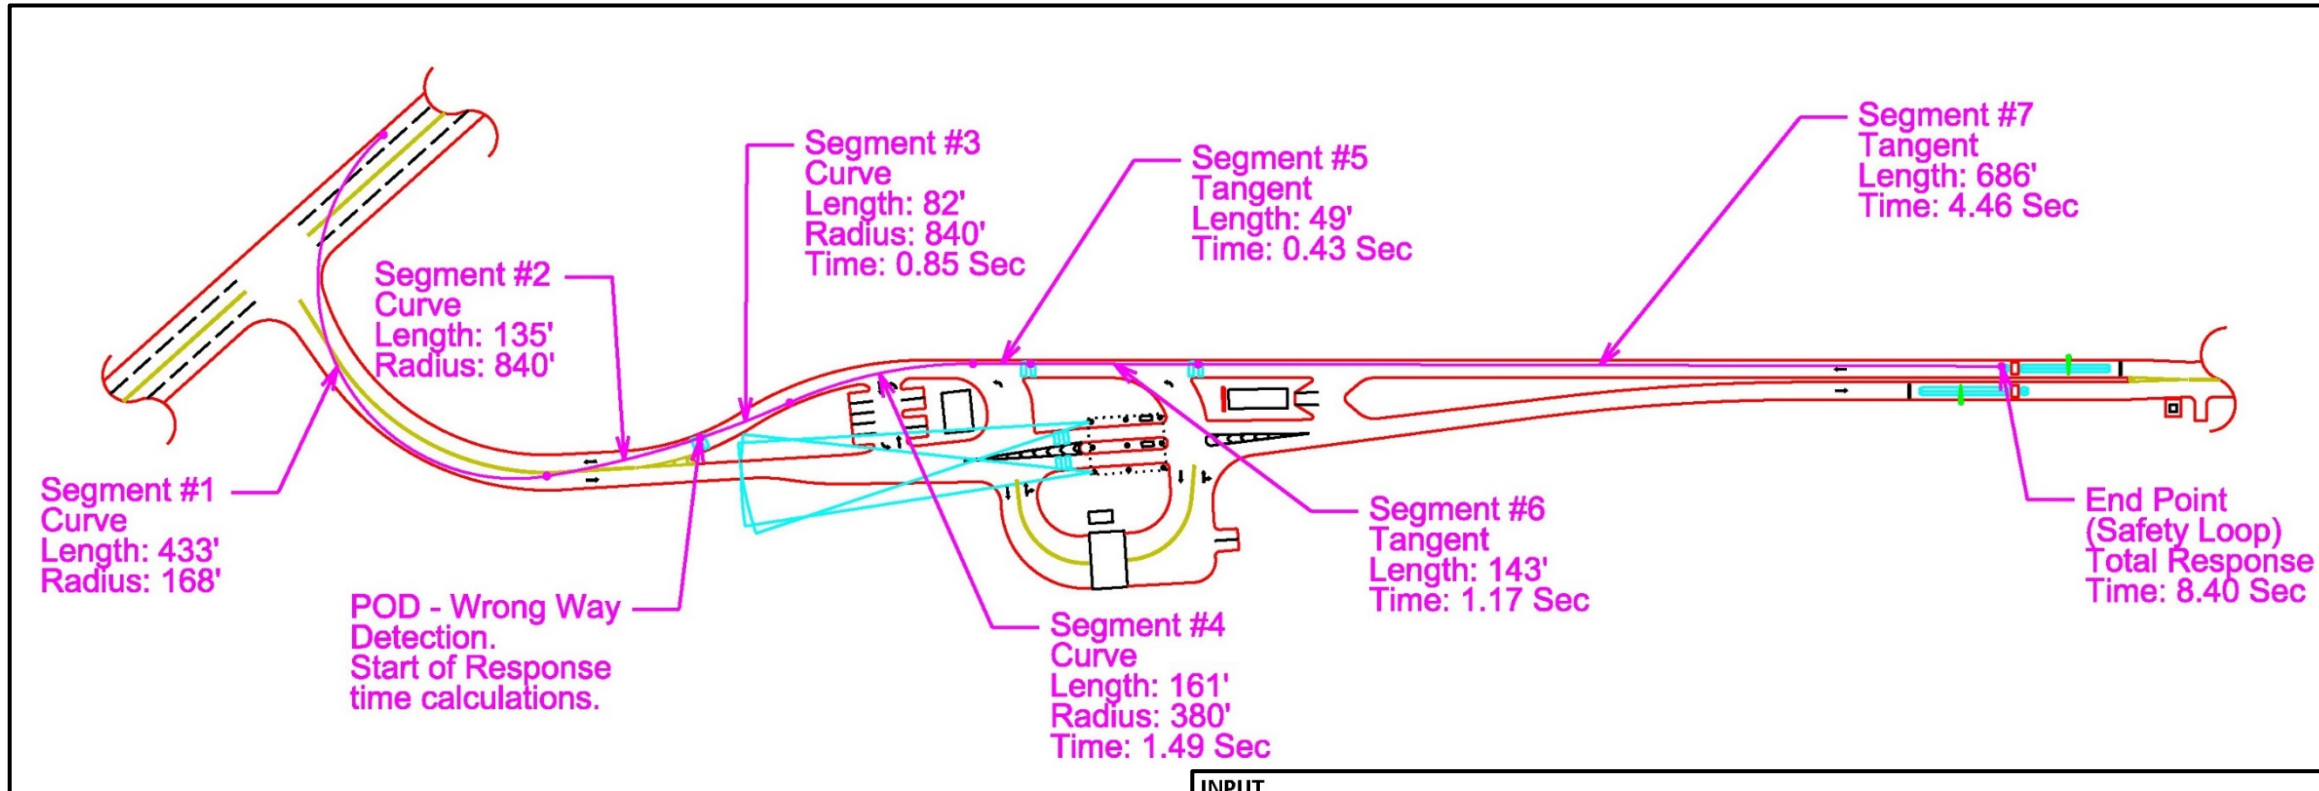 Segment #1
Curve
Length: 433'
Radius: 168'
Segment #2
Curve
Length: 135'
Radius: 840'
POD - Wrong Way
Detection.
Start of Response
time calculations.
Segment #3
Curve
Length: 82'
Radius: 840'
Time: 0.85 Sec
Segment #4
Curve
Length: 161'
Radius: 380'
Time: 1.49 Sec
Segment #5
Tangent
Length: 49'
Time: 0.43 Sec
Segment #6
Tangent
Length: 143'
Time: 1.17 Sec
Segment #7
Tangent
Length: 686'
Time: 4.46 Sec
End Point
(Safety Loop)
Total Response
Time: 8.40 Sec
INPUT